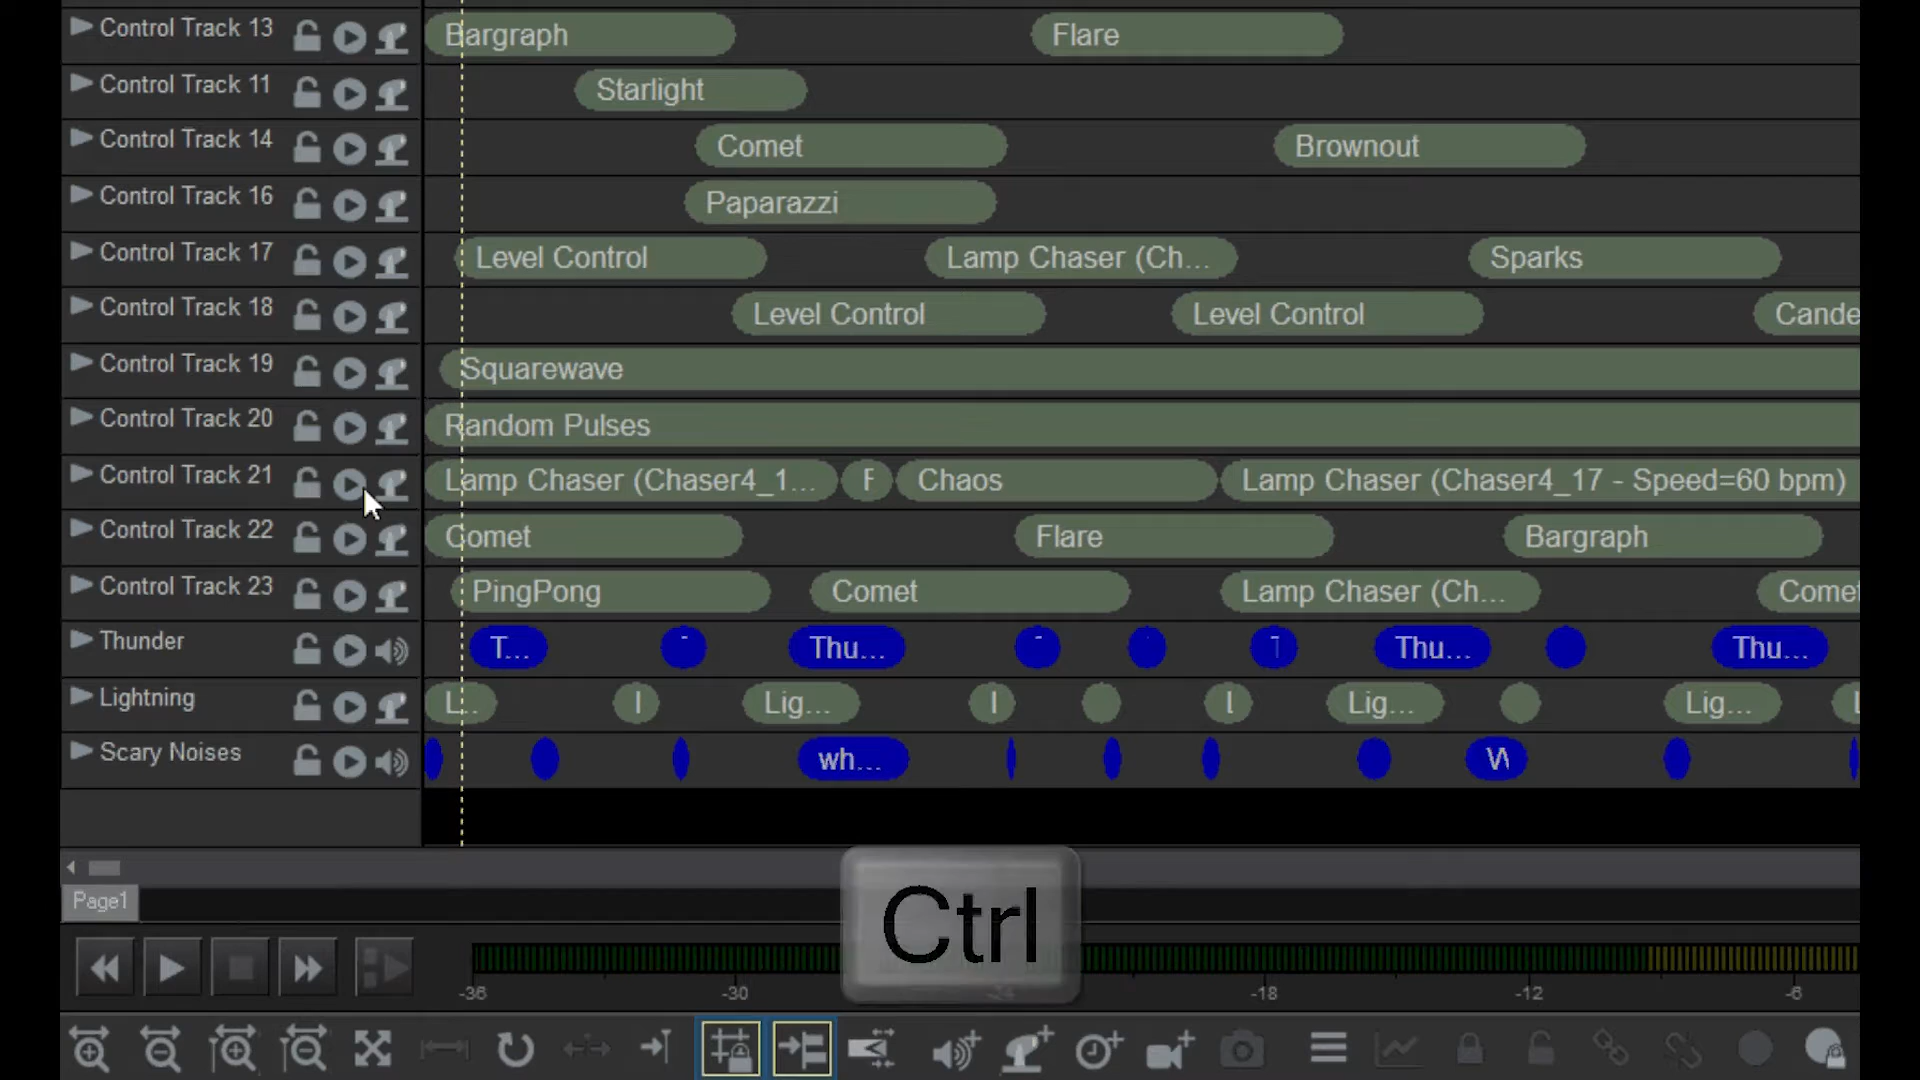 Control Track 13 Bargraph Flare
Control Track 11 Starlight
Control Track 14 Comet Brownout
Control Track 16 Paparazzi
Control Track 17 Level Control Lamp Chaser (Ch... Sparks
Control Track 18 Level Control Level Control Cande
Control Track 19 Squarewave
Control Track 20 Random Pulses
Control Track 21 Lamp Chaser (Chaser4_1... Chaos Lamp Chaser (Chaser4_17 - Speed=60 bpm)
Control Track 22 Comet Flare Bargraph
Control Track 23 PingPong Comet Lamp Chaser (Ch... Comet
Thunder T... Thu... Thu... Thu...
Lightning L... Lig... Lig... Lig...
Scary Noises wh...
Page1
Ctrl
-36 -30 -24 -18 -12 -6